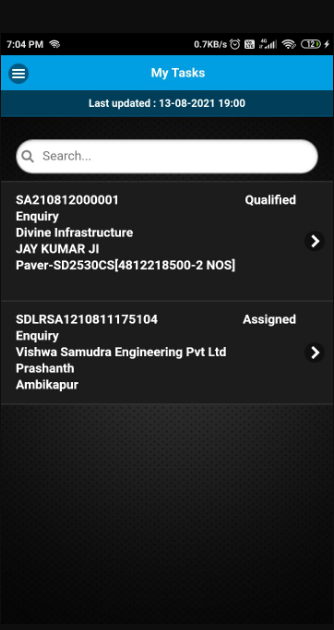 7:04 PM
0.7KB/s 4G 12
My Tasks
Last updated : 13-08-2021 19:00
Search...
SA210812000001 Qualified
Enquiry
Divine Infrastructure
JAY KUMAR JI
Paver-SD2530CS[4812218500-2 NOS]
SDLRSA1210811175104 Assigned
Enquiry
Vishwa Samudra Engineering Pvt Ltd
Prashanth
Ambikapur